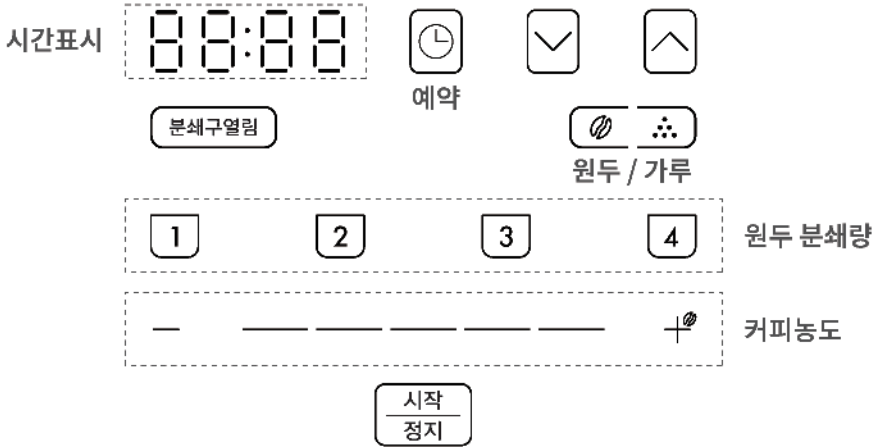 시간표시
88:88
예약
분쇄구열림
원두 / 가루
1 2 3 4 원두 분쇄량
커피농도
시작
정지